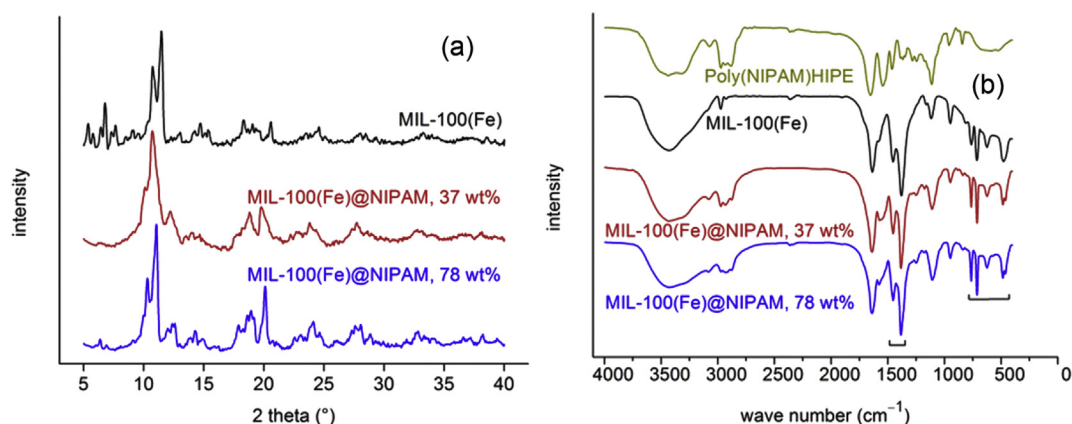 (a)
MIL-100(Fe)
MIL-100(Fe)@NIPAM, 37 wt%
MIL-100(Fe)@NIPAM, 78 wt%
intensity
5 10 15 20 25 30 35 40
2 theta (°)
(b)
Poly(NIPAM)HIPE
MIL-100(Fe)
MIL-100(Fe)@NIPAM, 37 wt%
MIL-100(Fe)@NIPAM, 78 wt%
intensity
4000 3500 3000 2500 2000 1500 1000 500 0
wave number (cm⁻¹)